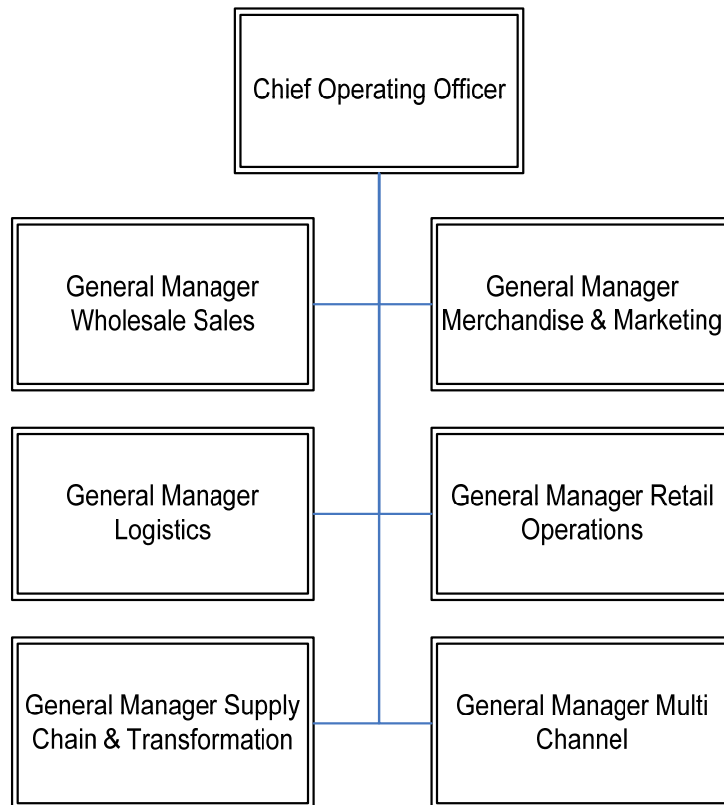 Chief Operating Officer
General Manager
Wholesale Sales
General Manager
Merchandise & Marketing
General Manager
Logistics
General Manager Retail
Operations
General Manager Supply
Chain & Transformation
General Manager Multi
Channel